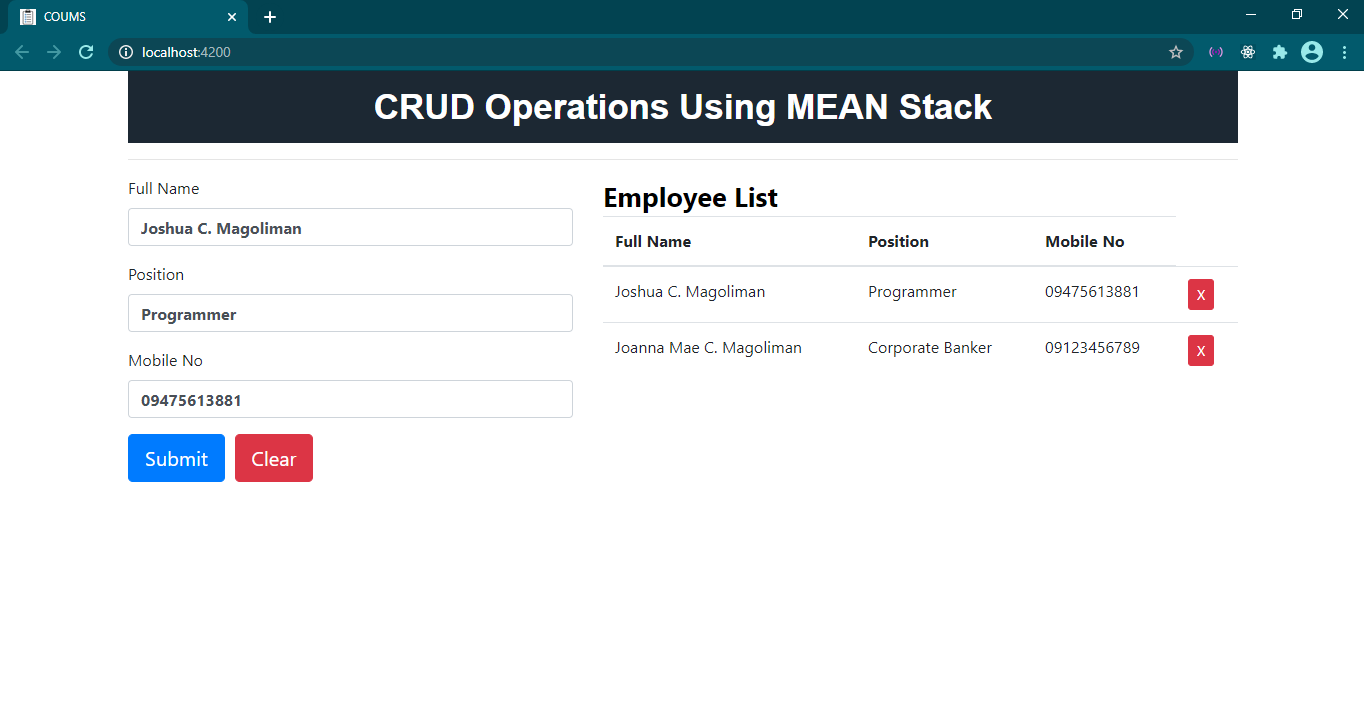 COUMS
localhost:4200
CRUD Operations Using MEAN Stack
Full Name
Joshua C. Magoliman
Position
Programmer
Mobile No
09475613881
Submit Clear
Employee List
Full Name Position Mobile No
Joshua C. Magoliman Programmer 09475613881 X
Joanna Mae C. Magoliman Corporate Banker 09123456789 X